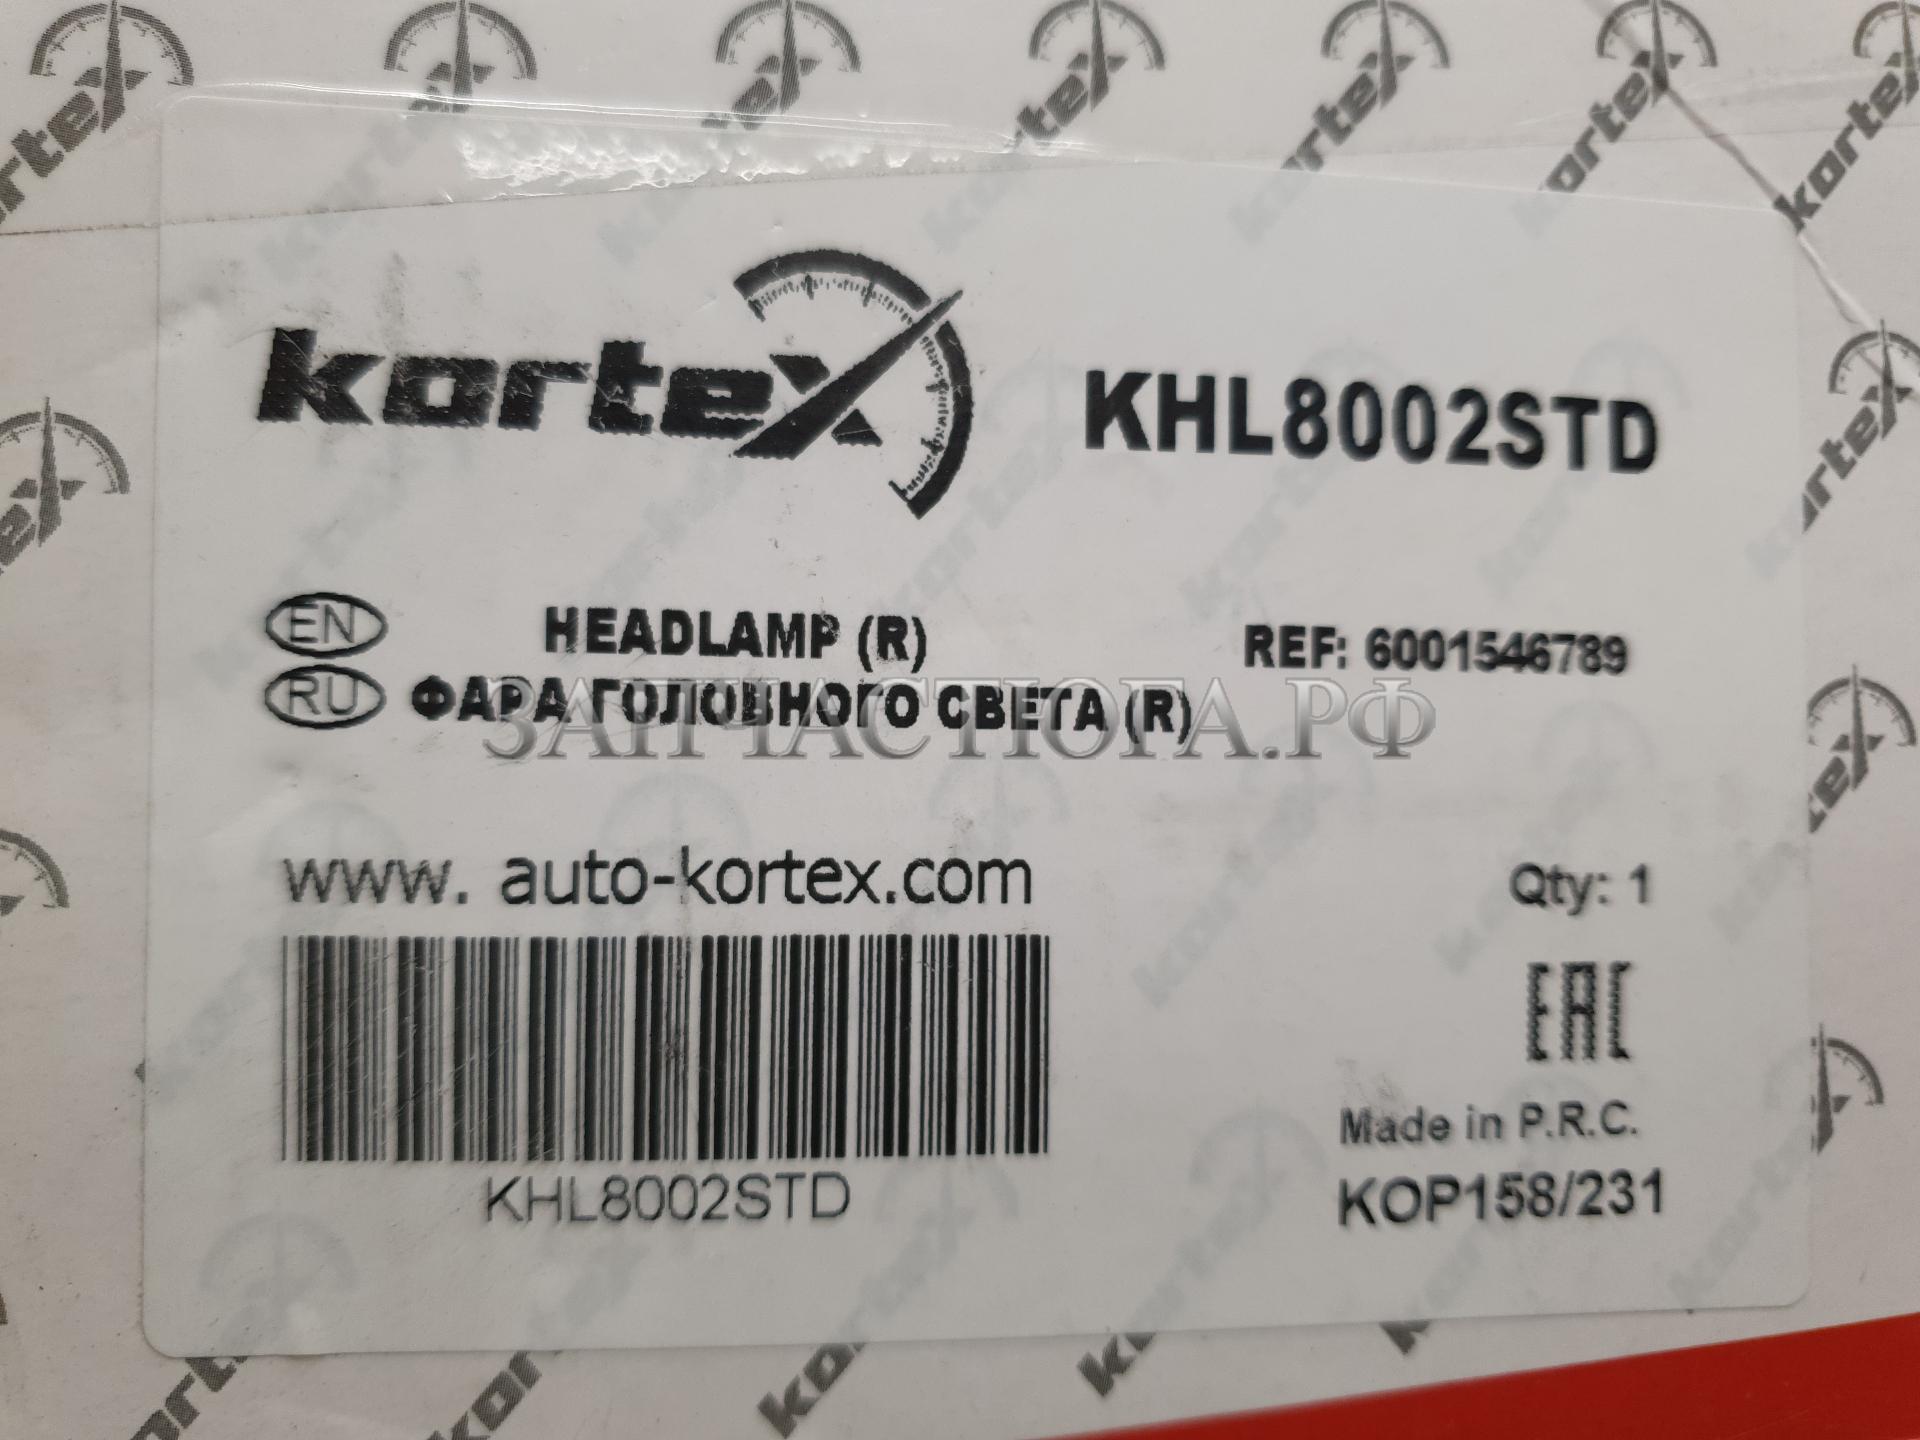 kortex
KHL8002STD
EN HEADLAMP (R)
REF: 6001546789
RU ФАРА ГОЛОВНОГО СВЕТА (R)
ЗАПЧАСТЮГА.РФ
www. auto-kortex.com
Qty: 1
EAC
KHL8002STD
Made in P.R.C.
KOP158/231